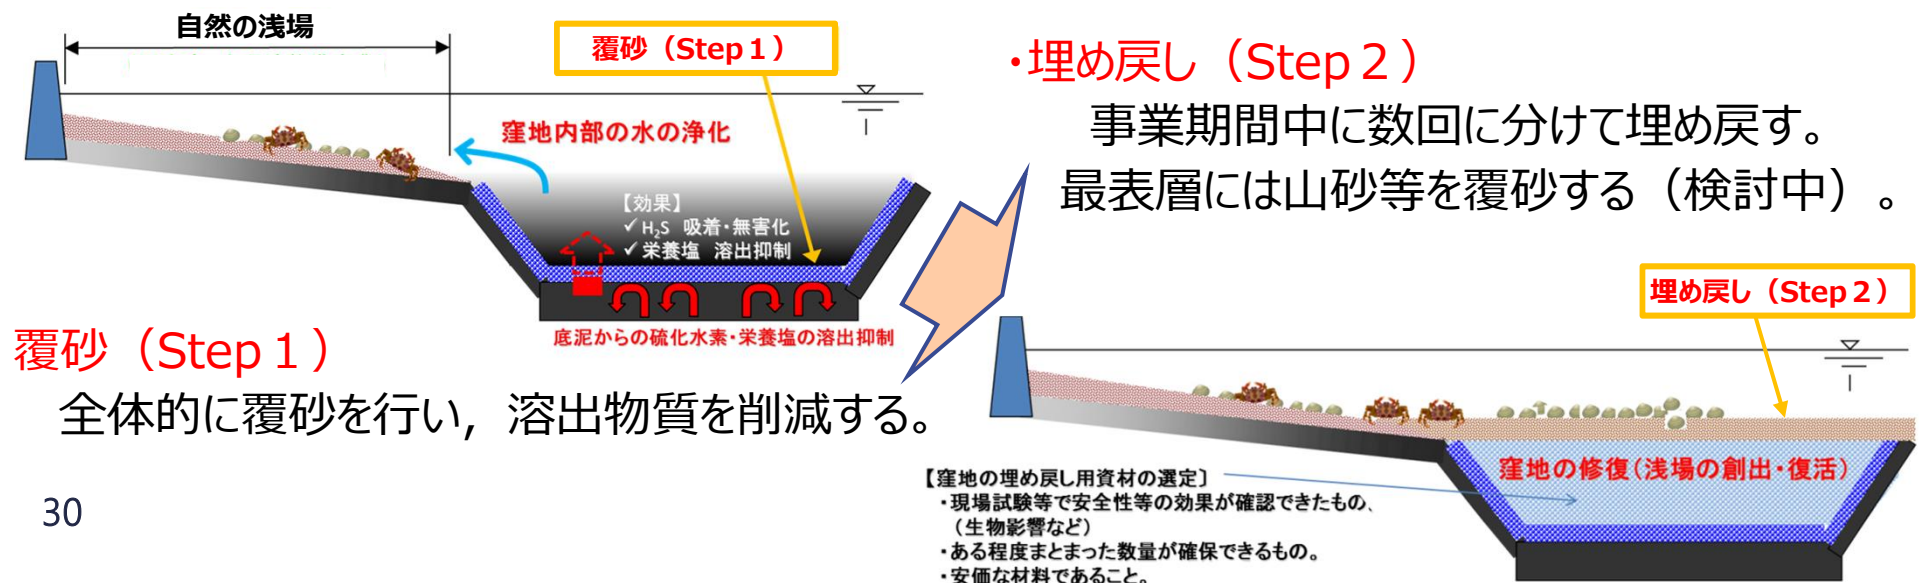 自然の浅場
覆砂（Step１）
窪地内部の水の浄化
【効果】
✓H₂S 吸着・無害化
✓栄養塩 溶出抑制
底泥からの硫化水素・栄養塩の溶出抑制
覆砂（Step１）
全体的に覆砂を行い，溶出物質を削減する。
30
・埋め戻し（Step２）
事業期間中に数回に分けて埋め戻す。
最表層には山砂等を覆砂する（検討中）。
埋め戻し（Step２）
窪地の修復(浅場の創出・復活)
【窪地の埋め戻し用資材の選定］
・現場試験等で安全性等の効果が確認できたもの、
（生物影響など）
・ある程度まとまった数量が確保できるもの。
・安価な材料であること。